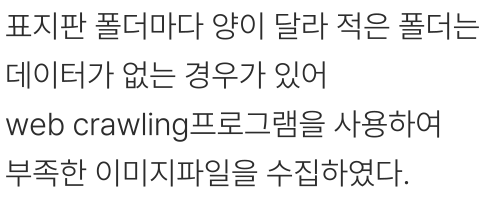 표지판 폴더마다 양이 달라 적은 폴더는
데이터가 없는 경우가 있어
web crawling프로그램을 사용하여
부족한 이미지파일을 수집하였다.